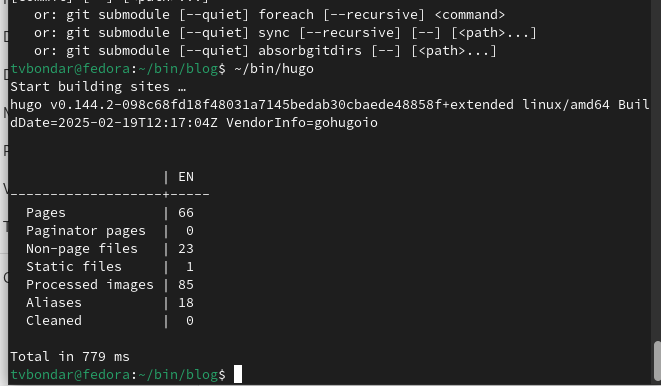 or: git submodule [--quiet] foreach [--recursive] <command>
or: git submodule [--quiet] sync [--recursive] [--] [<path>...]
or: git submodule [--quiet] absorbgitdirs [--] [<path>...]
tvbondar@fedora:~/bin/blog$ ~/bin/hugo
Start building sites …
hugo v0.144.2-098c68fd18f48031a7145bedab30cbaede48858f+extended linux/amd64 Buil
dDate=2025-02-19T12:17:04Z VendorInfo=gohugoio
| EN
-------------------+-----
Pages | 66
Paginator pages | 0
Non-page files | 23
Static files | 1
Processed images | 85
Aliases | 18
Cleaned | 0
Total in 779 ms
tvbondar@fedora:~/bin/blog$